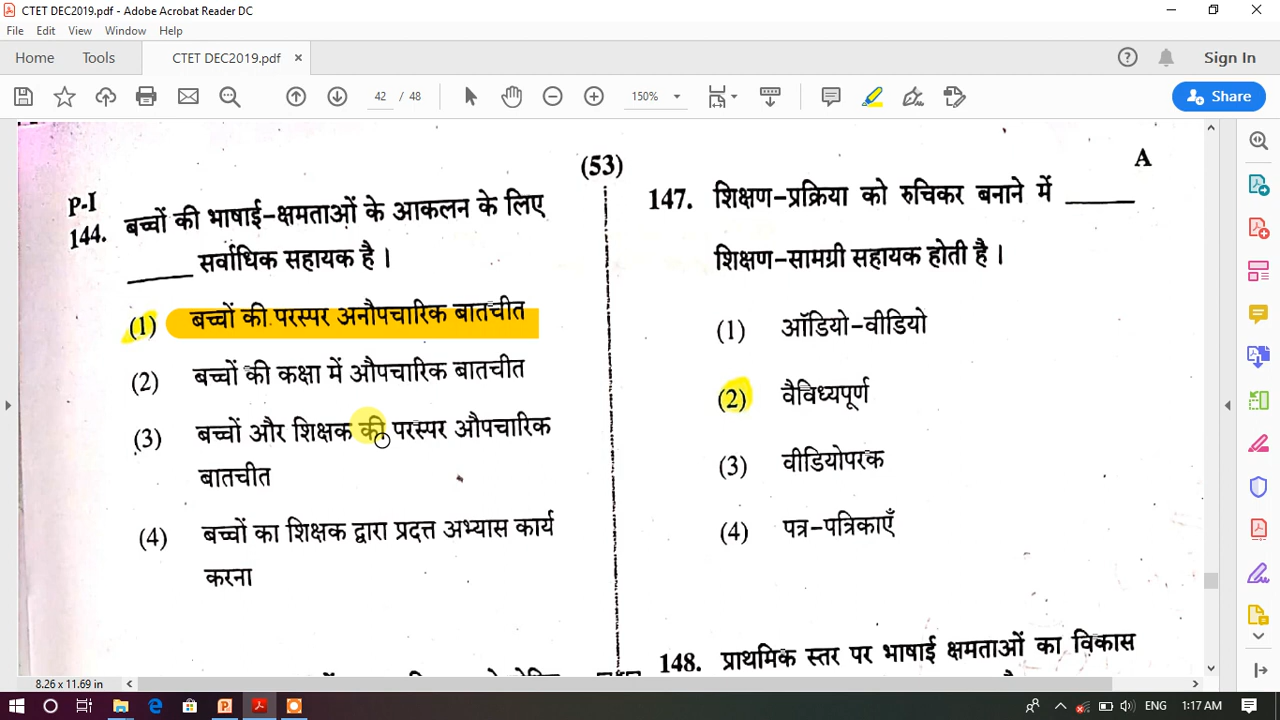 CTET DEC2019.pdf - Adobe Acrobat Reader DC
File Edit View Window Help
Home Tools CTET DEC2019.pdf × Sign In
42 / 48 150% Share
(53) A
P-I
144. बच्चों की भाषाई-क्षमताओं के आकलन के लिए
_____ सर्वाधिक सहायक है।
(1) बच्चों की परस्पर अनौपचारिक बातचीत
(2) बच्चों की कक्षा में औपचारिक बातचीत
(3) बच्चों और शिक्षक की परस्पर औपचारिक
बातचीत
(4) बच्चों का शिक्षक द्वारा प्रदत्त अभ्यास कार्य
करना
147. शिक्षण-प्रक्रिया को रुचिकर बनाने में _____
शिक्षण-सामग्री सहायक होती है।
(1) ऑडियो-वीडियो
(2) वैविध्यपूर्ण
(3) वीडियोपरक
(4) पत्र-पत्रिकाएँ
148. प्राथमिक स्तर पर भाषाई क्षमताओं का विकास
8.26 x 11.69 in
ENG 1:17 AM